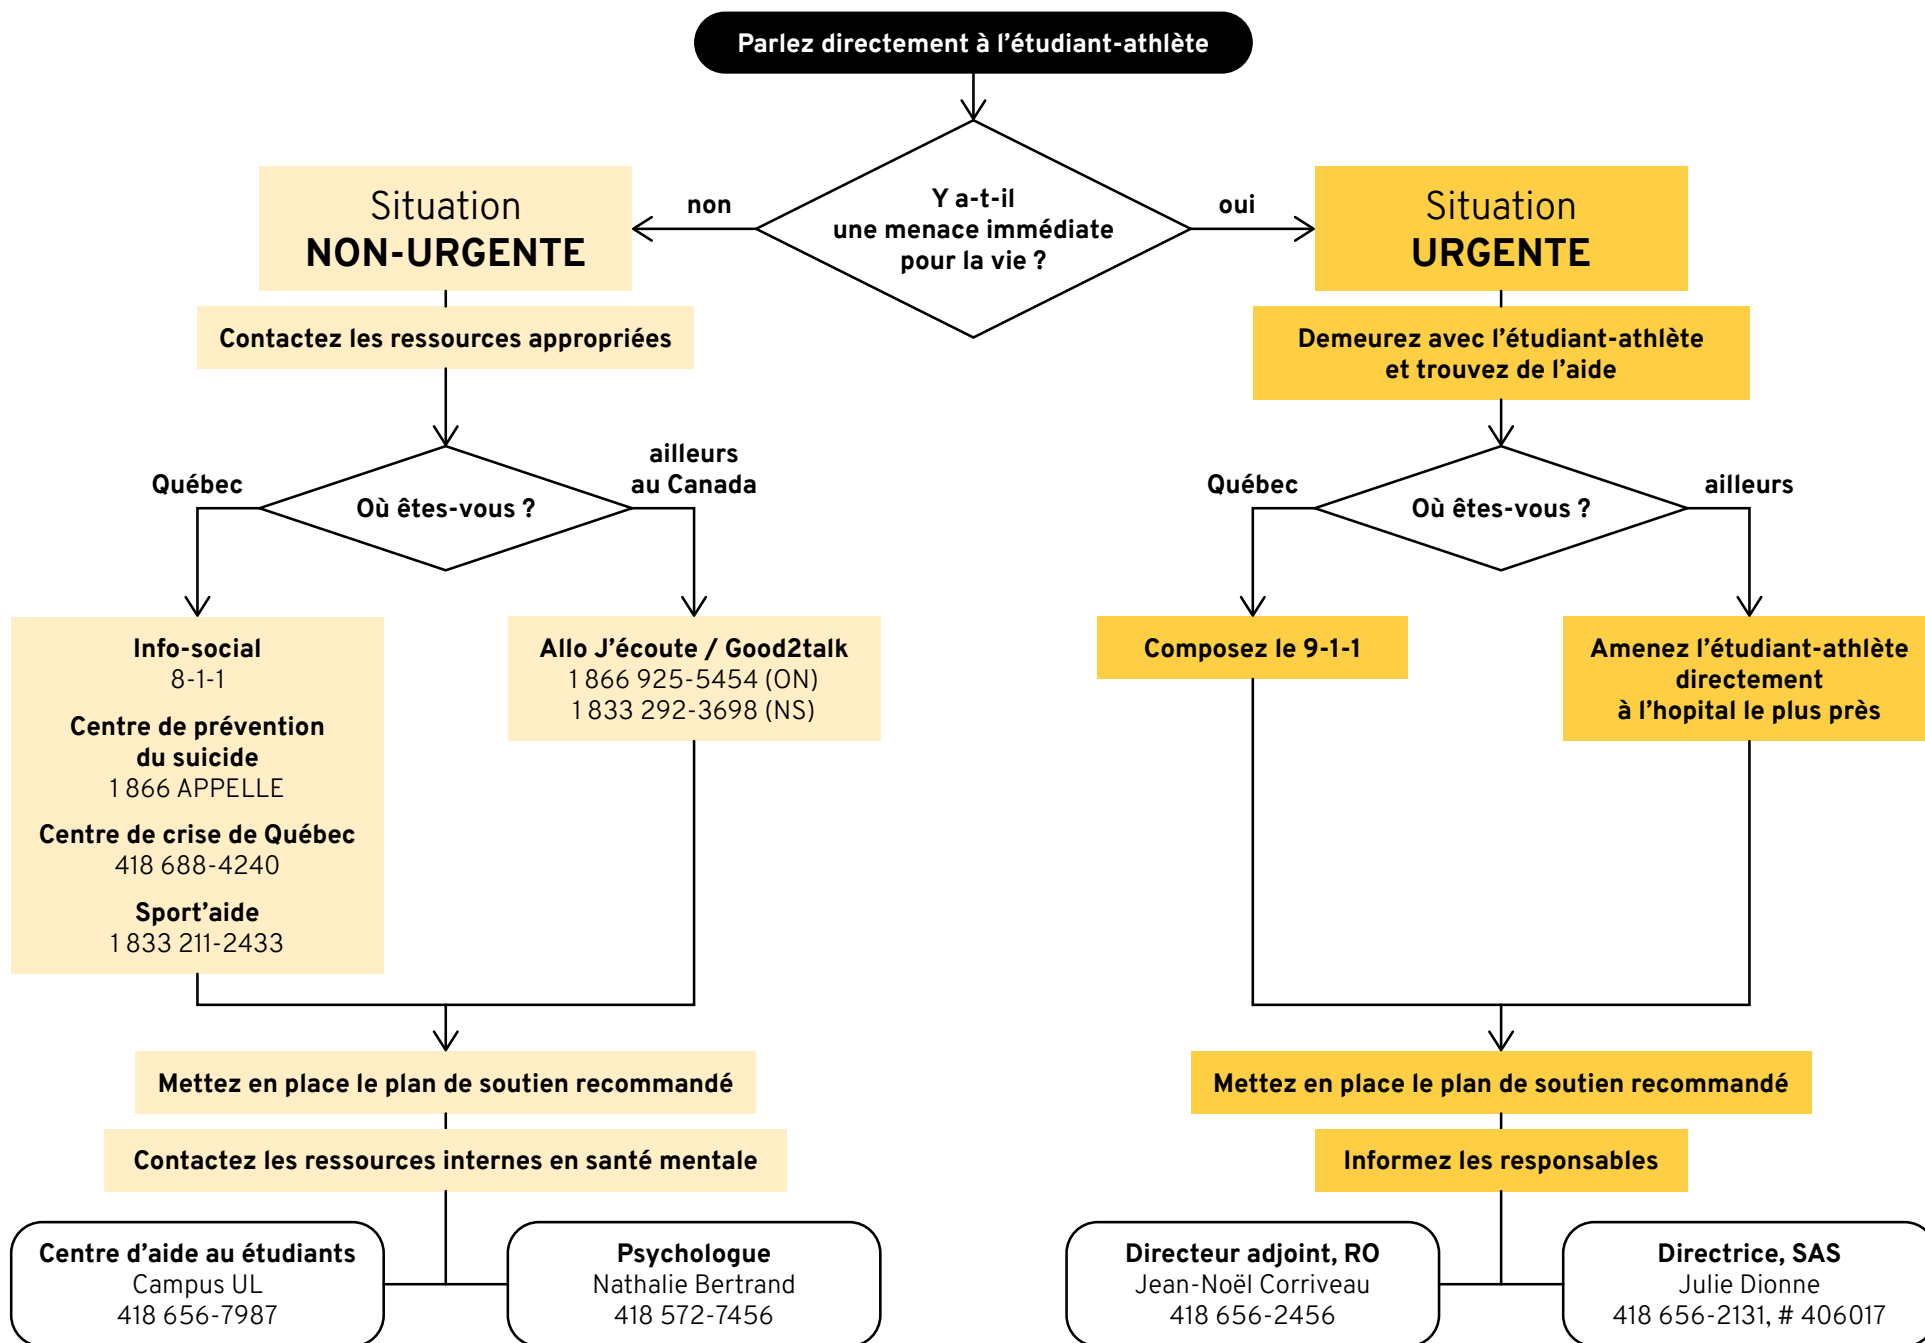 Parlez directement à l'étudiant-athlète
Y a-t-il
une menace immédiate
pour la vie ?
non
oui
Situation
NON-URGENTE
Contactez les ressources appropriées
Où êtes-vous ?
Québec
ailleurs
au Canada
Info-social
8-1-1
Centre de prévention
du suicide
1 866 APPELLE
Centre de crise de Québec
418 688-4240
Sport'aide
1 833 211-2433
Allo J'écoute / Good2talk
1 866 925-5454 (ON)
1 833 292-3698 (NS)
Mettez en place le plan de soutien recommandé
Contactez les ressources internes en santé mentale
Centre d'aide au étudiants
Campus UL
418 656-7987
Psychologue
Nathalie Bertrand
418 572-7456
Situation
URGENTE
Demeurez avec l'étudiant-athlète
et trouvez de l'aide
Où êtes-vous ?
Québec
ailleurs
Composez le 9-1-1
Amenez l'étudiant-athlète
directement
à l'hopital le plus près
Mettez en place le plan de soutien recommandé
Informez les responsables
Directeur adjoint, RO
Jean-Noël Corriveau
418 656-2456
Directrice, SAS
Julie Dionne
418 656-2131, # 406017